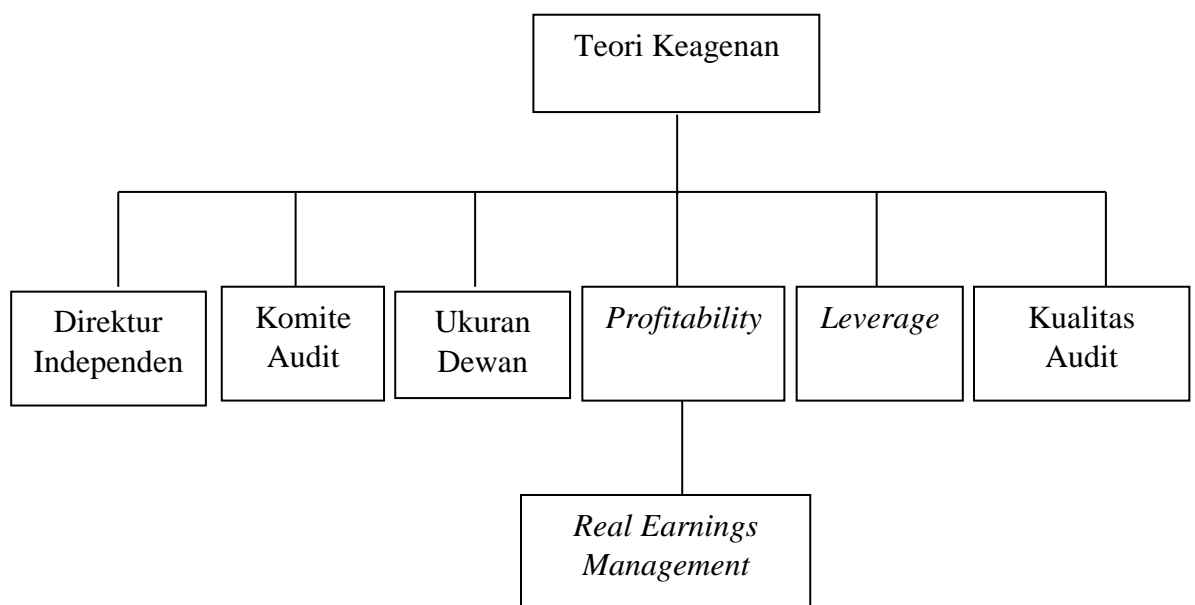 Teori Keagenan
Direktur
Independen
Komite
Audit
Ukuran
Dewan
Profitability
Leverage
Kualitas
Audit
Real Earnings
Management